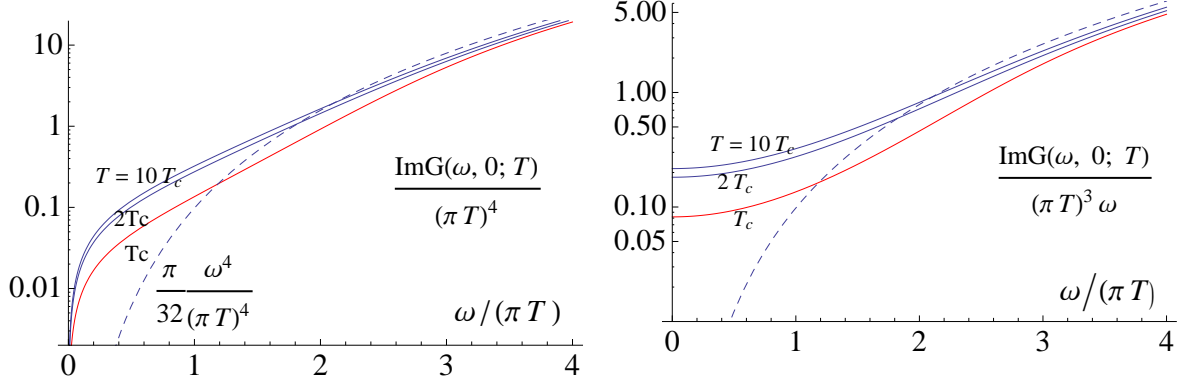 10
1
0.1
0.01
T = 10 T_c
2Tc
Tc
π/32 ω^4/(π T)^4
ImG(ω, 0; T)
(π T)^4
ω/(π T)
0 1 2 3 4
5.00
1.00
0.50
0.10
0.05
T = 10 T_c
2 T_c
T_c
ImG(ω, 0; T)
(π T)^3 ω
ω/(π T)
0 1 2 3 4